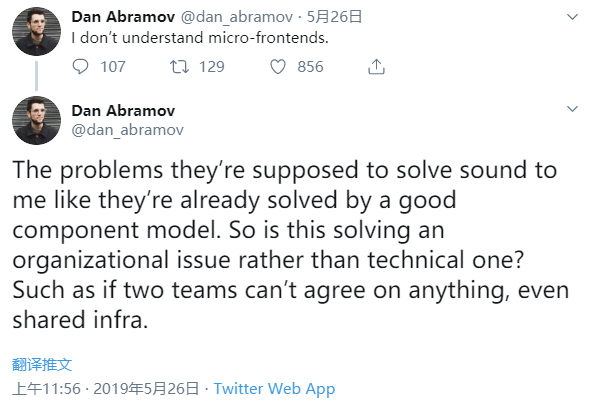 Dan Abramov @dan_abramov · 5月26日
I don’t understand micro-frontends.
107 129 856
Dan Abramov
@dan_abramov
The problems they’re supposed to solve sound to
me like they’re already solved by a good
component model. So is this solving an
organizational issue rather than technical one?
Such as if two teams can’t agree on anything, even
shared infra.
翻译推文
上午11:56 · 2019年5月26日 · Twitter Web App